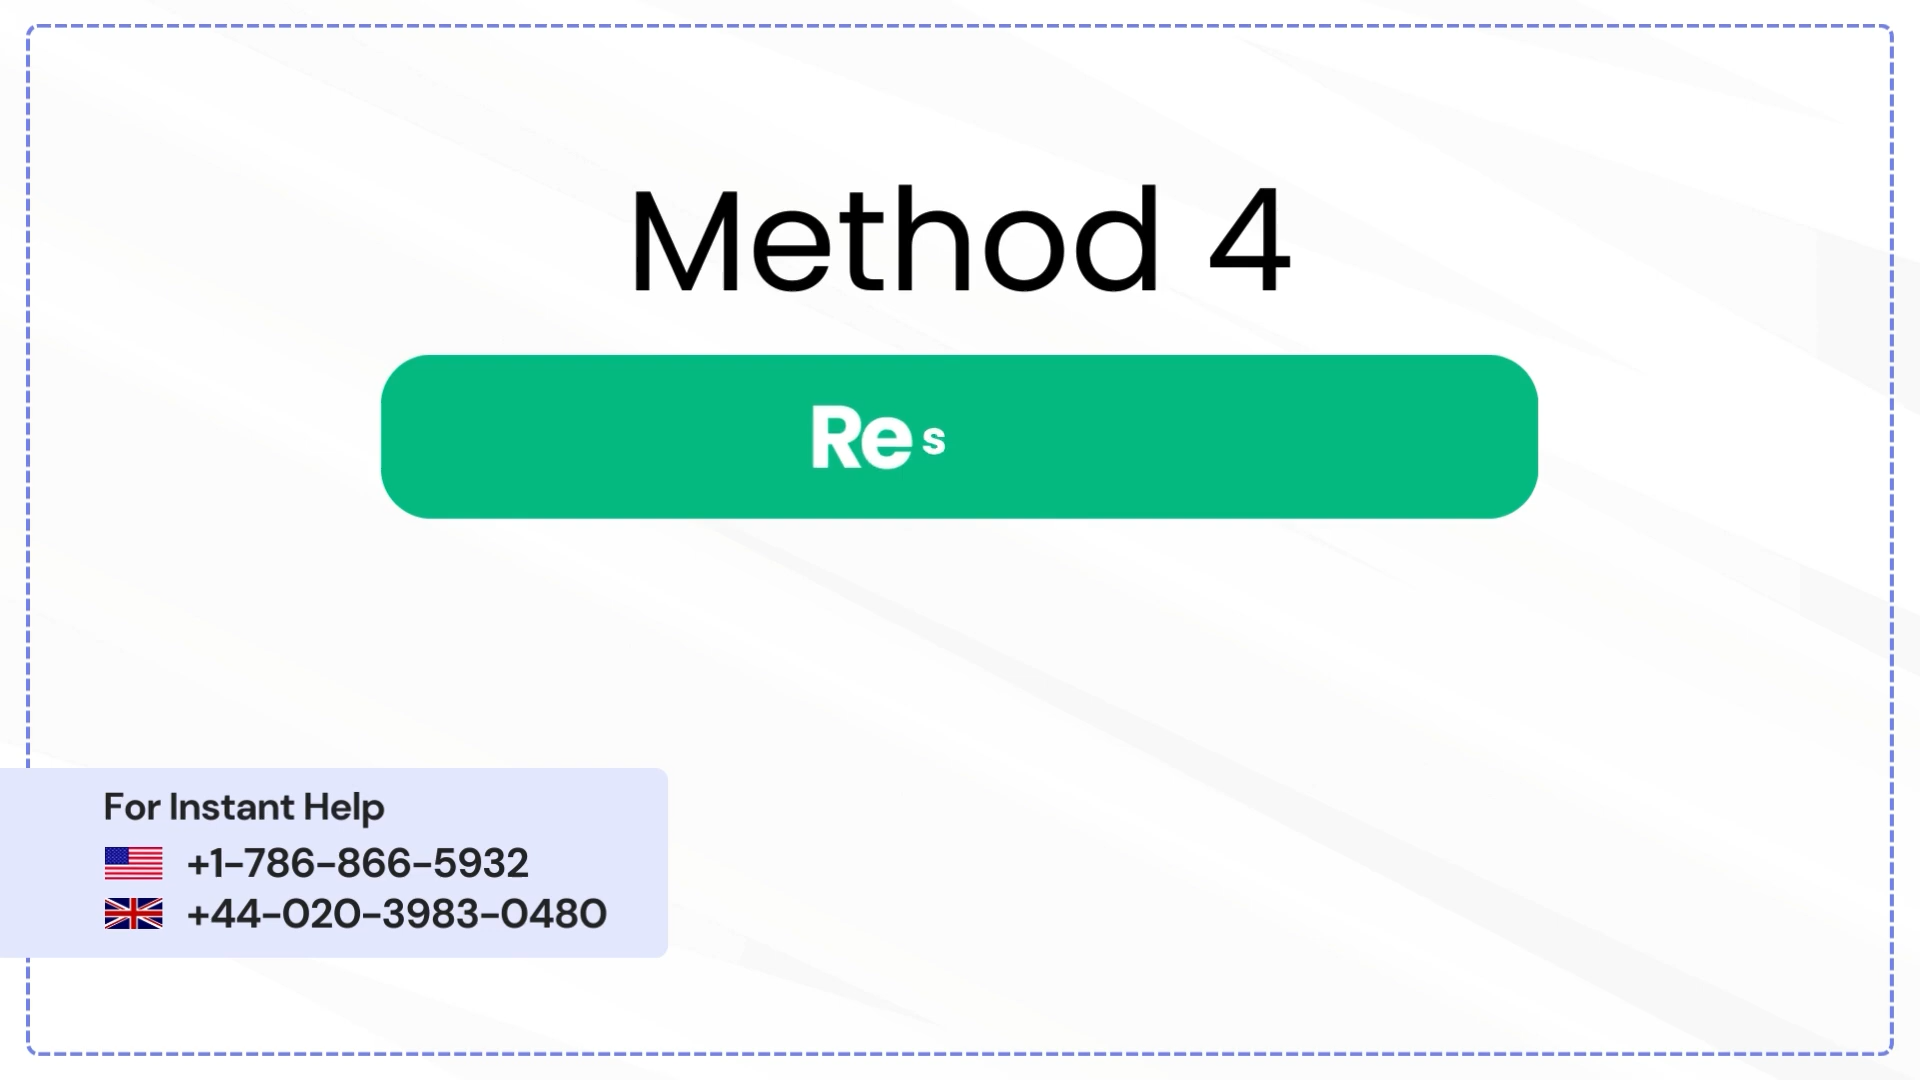 Method 4
Res
For Instant Help
+1-786-866-5932
+44-020-3983-0480